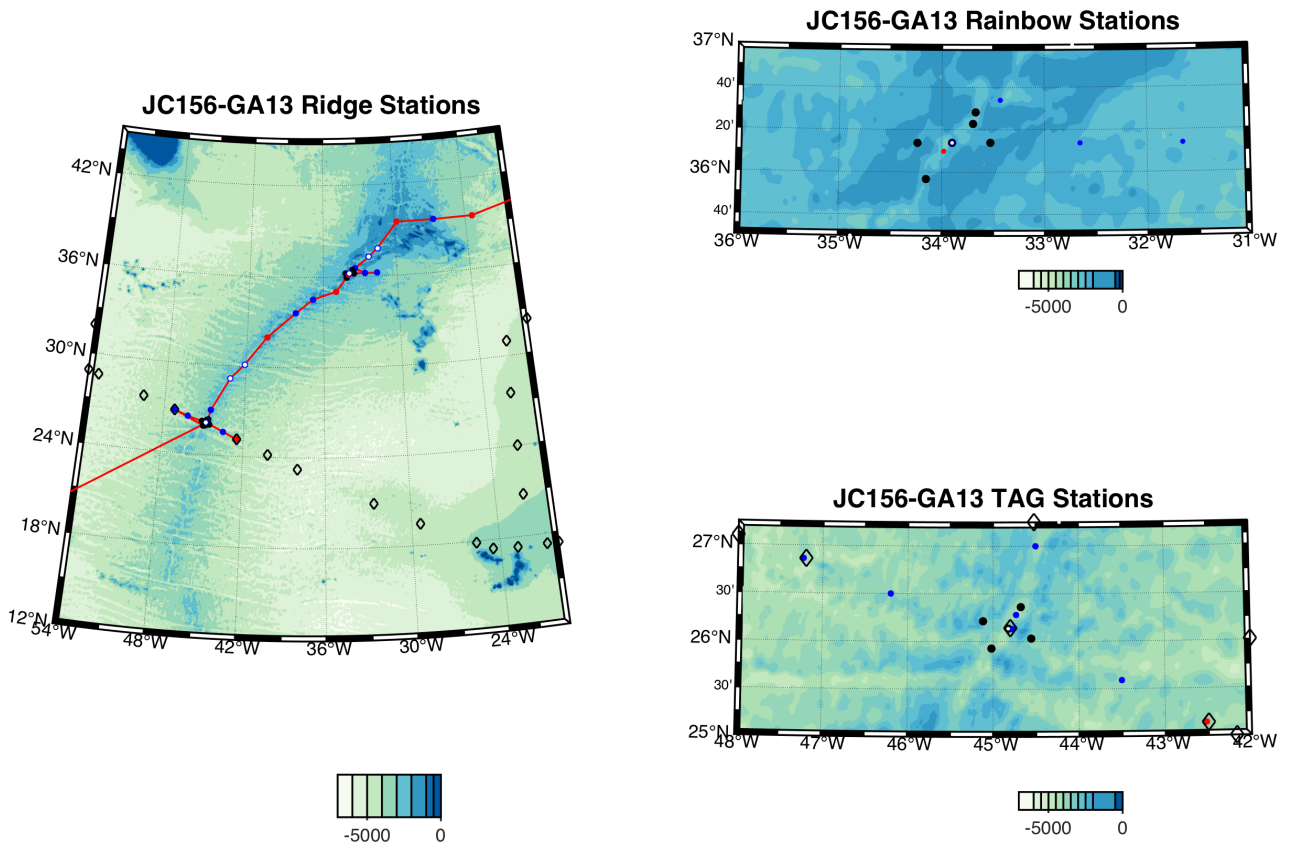 JC156-GA13 Ridge Stations
42°N
36°N
30°N
24°N
18°N
12°N
54°W 48°W 42°W 36°W 30°W 24°W
-5000 0
JC156-GA13 Rainbow Stations
37°N
40'
20'
36°N
40'
36°W 35°W 34°W 33°W 32°W 31°W
-5000 0
JC156-GA13 TAG Stations
27°N
30'
26°N
30'
25°N
48°W 47°W 46°W 45°W 44°W 43°W 42°W
-5000 0